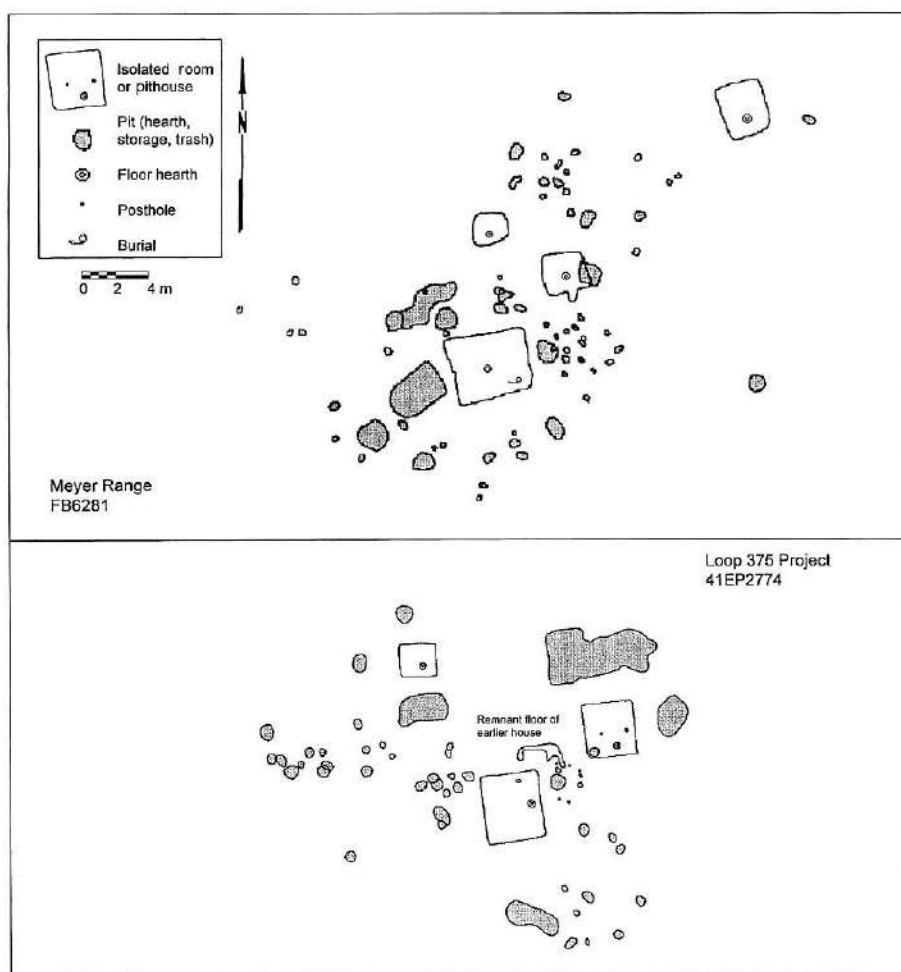 Isolated room
or pithouse
Pit (hearth,
storage, trash)
Floor hearth
Posthole
Burial
N
0 2 4 m
Meyer Range
FB6281
Loop 375 Project
41EP2774
Remnant floor of
earlier house